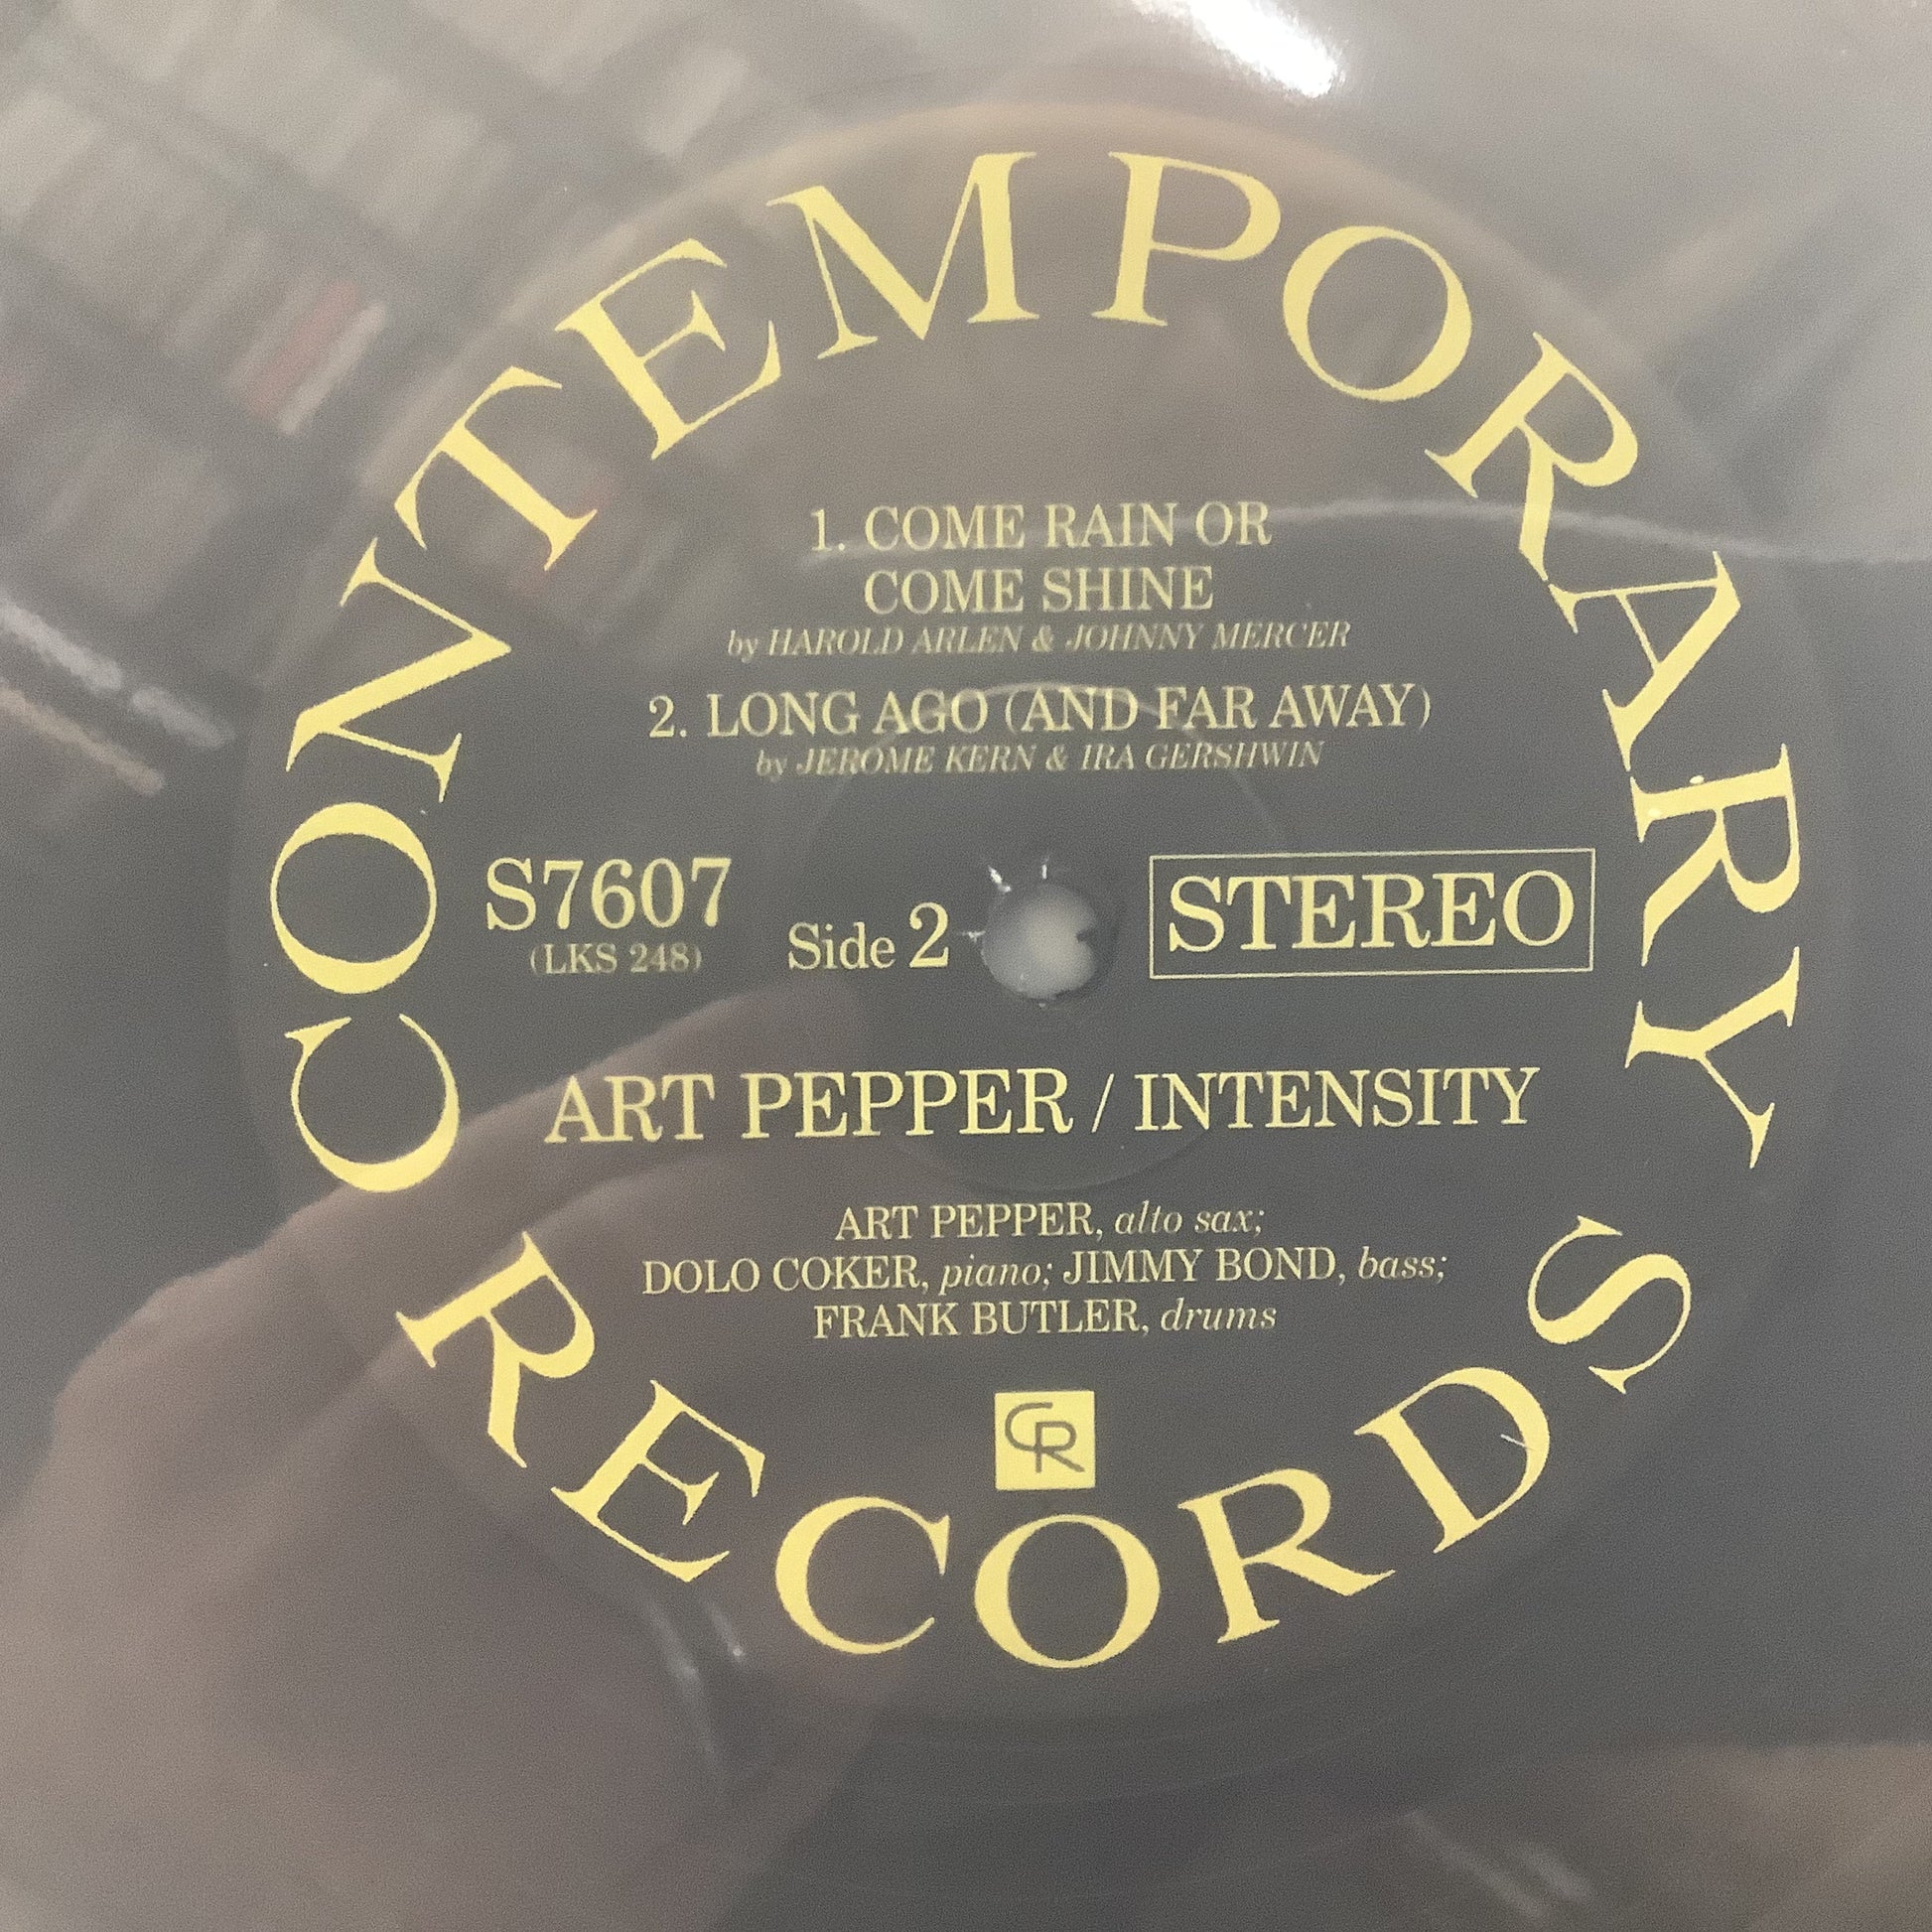 CONTEMPORARY
1. COME RAIN OR
COME SHINE
by HAROLD ARLEN & JOHNNY MERCER
2. LONG AGO (AND FAR AWAY)
by JEROME KERN & IRA GERSHWIN
S7607
(LKS 248)
Side 2
STEREO
ART PEPPER / INTENSITY
ART PEPPER, alto sax;
DOLO COKER, piano; JIMMY BOND, bass;
FRANK BUTLER, drums
CR
RECORDS